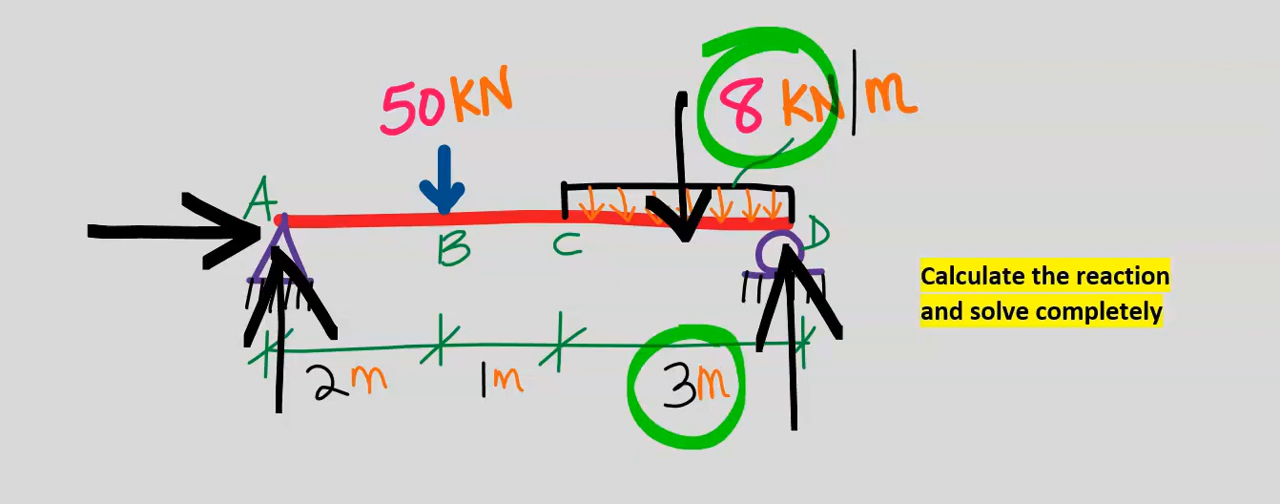 50KN
8 KN/m
A
B
C
D
2m
1m
3m
Calculate the reaction
and solve completely